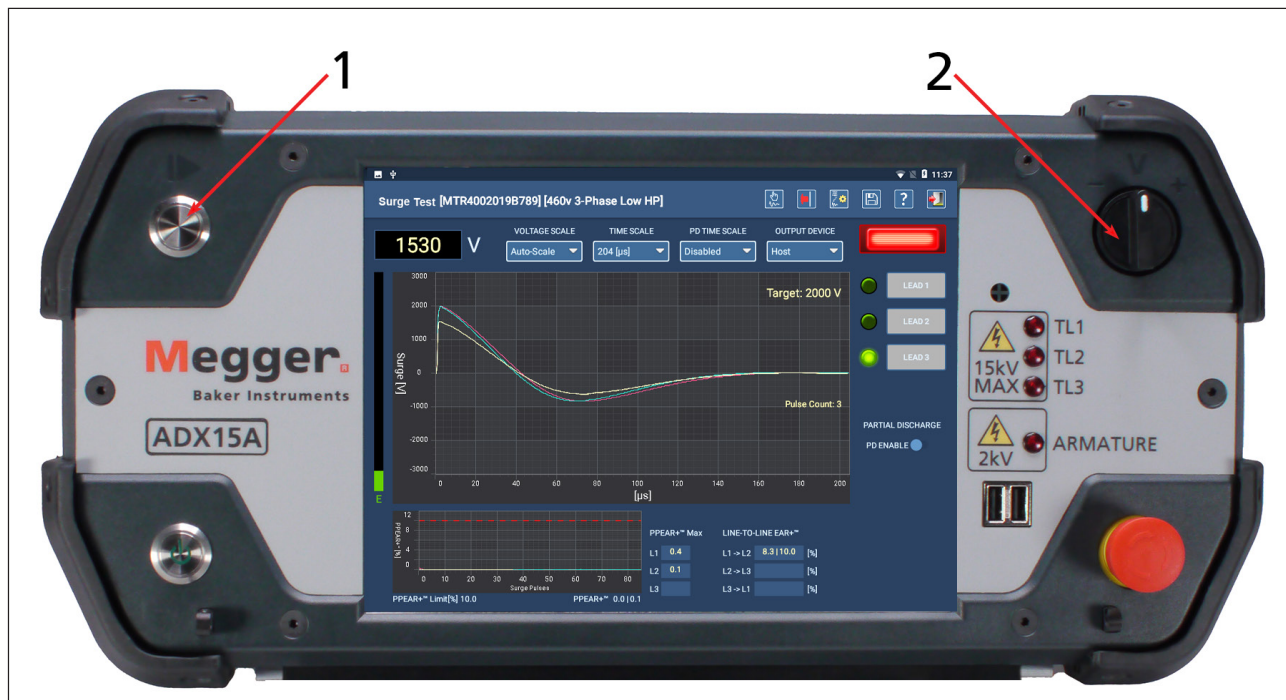 1
2
V
- +
11:37
Surge Test [MTR4002019B789] [460v 3-Phase Low HP]
?
1530 V
VOLTAGE SCALE
Auto-Scale
TIME SCALE
204 [µs]
PD TIME SCALE
Disabled
OUTPUT DEVICE
Host
LEAD 1
LEAD 2
LEAD 3
Target: 2000 V
Pulse Count: 3
Surge [V]
3000
2000
1000
0
-1000
-2000
-3000
0 20 40 60 80 100 120 140 160 180 200
[µs]
E
PARTIAL DISCHARGE
PD ENABLE
Megger®
Baker Instruments
ADX15A
15kV
MAX
TL1
TL2
TL3
2kV
ARMATURE
PPEAR+™ [%]
12
8
4
0
0 10 20 30 40 50 60 70 80
Surge Pulses
PPEAR+™ Limit[%] 10.0
PPEAR+™ 0.0|0.1
PPEAR+™ Max
L1 0.4
L2 0.1
L3
LINE-TO-LINE EAR+™
L1 -> L2 8.3|10.0 [%]
L2 -> L3 [%]
L3 -> L1 [%]